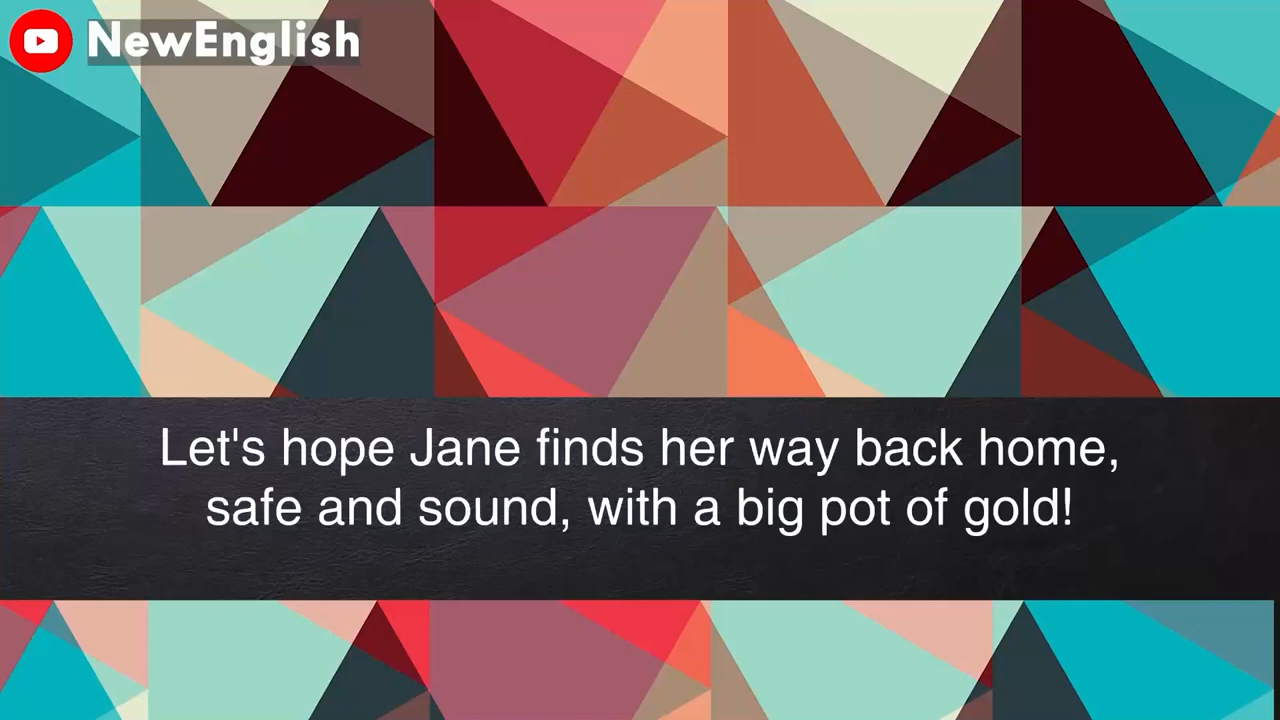 NewEnglish
Let's hope Jane finds her way back home,
safe and sound, with a big pot of gold!